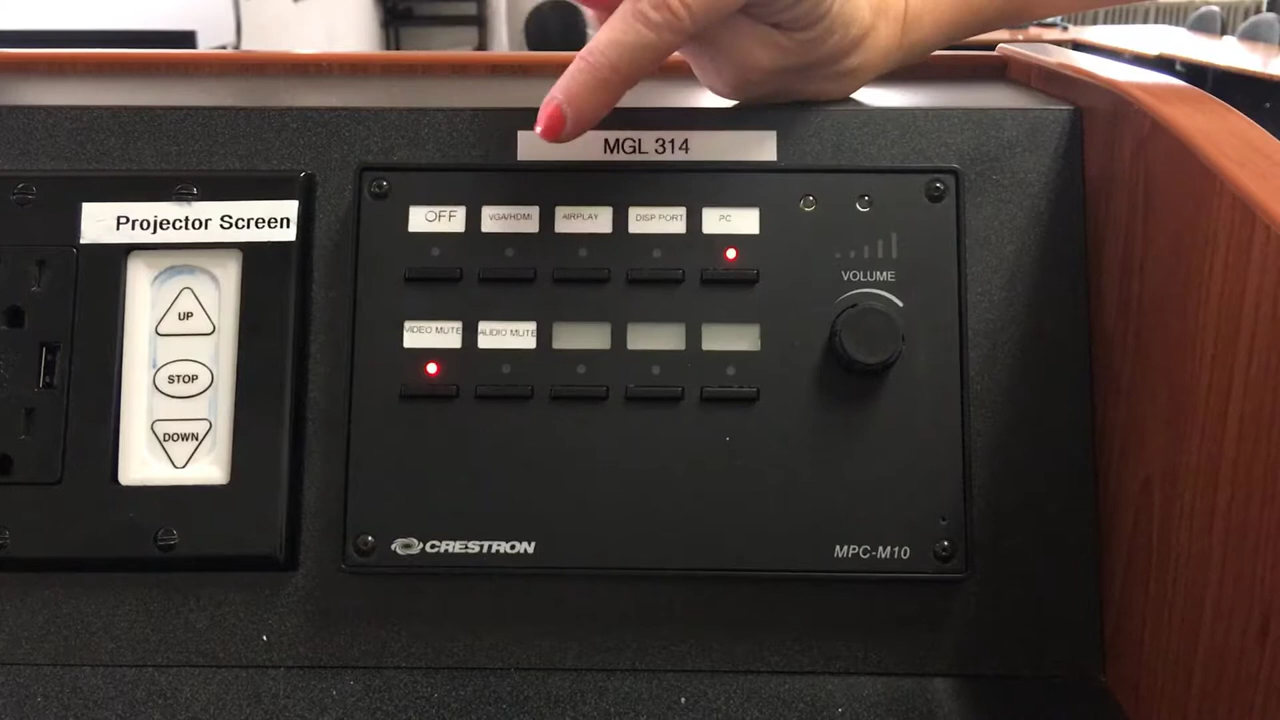 MGL 314
Projector Screen
UP
STOP
DOWN
OFF
VGA/HDMI
AIRPLAY
DISP PORT
PC
VIDEO MUTE
AUDIO MUTE
VOLUME
CRESTRON
MPC-M10